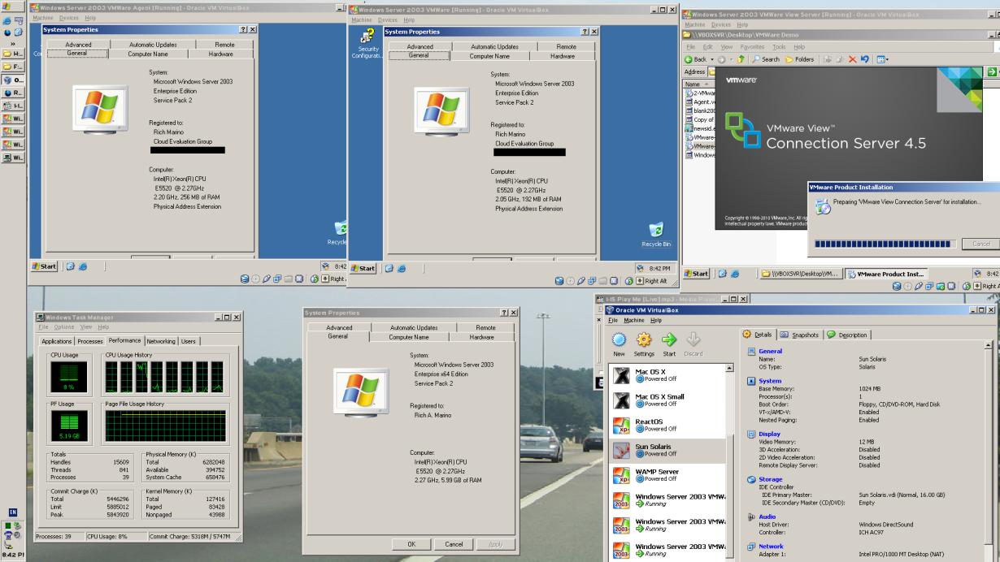 Windows Server 2003 VMWare Agent [Running] - Oracle VM VirtualBox
Machine Devices Help
System Properties
Advanced Automatic Updates Remote
General Computer Name Hardware
System:
Microsoft Windows Server 2003
Enterprise Edition
Service Pack 2
Registered to:
Rich Marino
Cloud Evaluation Group
Computer:
Intel(R) Xeon(R) CPU
E5520 @ 2.27GHz
2.20 GHz, 256 MB of RAM
Physical Address Extension
Start
8:42
Windows Server 2003 VMWare [Running] - Oracle VM VirtualBox
Machine Devices Help
Security
Configurati..
System Properties
Advanced Automatic Updates Remote
General Computer Name Hardware
System:
Microsoft Windows Server 2003
Enterprise Edition
Service Pack 2
Registered to:
Rich Marino
Cloud Evaluation Group
Computer:
Intel(R) Xeon(R) CPU
E5520 @ 2.27GHz
2.05 GHz, 192 MB of RAM
Physical Address Extension
Recycle Bin
Start
8:42 PM
Right Alt
Windows Server 2003 VMWare View Server [Running] - Oracle VM VirtualBox
Machine Devices Help
\\VBOXSVR\Desktop\VMWare Demo
File Edit View Favorites Tools Help
Back Search Folders
Address
Name
2-VMwar
Agent.v
blank200
Copy of
newsid.e
VMware-
VMware-
Windows
vmware
VMware View™
Connection Server 4.5
Copyright © 1998-2010 VMware, Inc. All rig
intellectual property laws. VMware produc
VMware Product Installation
Preparing 'VMware View Connection Server' for installation...
Cancel
Start
\\VBOXSVR\Desktop\VM...
VMware Product Inst...
8:42
Right A
Windows Task Manager
File Options View Help
Applications Processes Performance Networking Users
CPU Usage CPU Usage History
8 %
PF Usage Page File Usage History
5.19 GB
Totals
Handles 15609
Threads 841
Processes 39
Physical Memory (K)
Total 6282048
Available 394752
System Cache 658476
Commit Charge (K)
Total 5446296
Limit 5885012
Peak 5843920
Kernel Memory (K)
Total 127416
Paged 83428
Nonpaged 43988
Processes: 39 CPU Usage: 8% Commit Charge: 5318M / 5747M
System Properties
Advanced Automatic Updates Remote
General Computer Name Hardware
System:
Microsoft Windows Server 2003
Enterprise x64 Edition
Service Pack 2
Registered to:
Rich A. Marino
Computer:
Intel(R) Xeon(R) CPU
E5520 @ 2.27GHz
2.27 GHz, 5.99 GB of RAM
OK Cancel Apply
I-15 Play Me [Live].mp3 - Media Player
Oracle VM VirtualBox
File Machine Help
New Settings Start Discard
Mac OS X
Powered Off
Mac OS X Small
Powered Off
ReactOS
Powered Off
Sun Solaris
Powered Off
WAMP Server
Powered Off
Windows Server 2003 VMWa
Running
Windows Server 2003 VMWa
Running
Windows Server 2003 VMWa
Running
Details Snapshots Description
General
Name: Sun Solaris
OS Type: Solaris
System
Base Memory: 1024 MB
Processor(s): 1
Boot Order: Floppy, CD/DVD-ROM, Hard Disk
VT-x/AMD-V: Enabled
Nested Paging: Enabled
Display
Video Memory: 12 MB
3D Acceleration: Disabled
2D Video Acceleration: Disabled
Remote Display Server: Disabled
Storage
IDE Controller
IDE Primary Master: Sun Solaris.vdi (Normal, 16.00 GB)
IDE Secondary Master (CD/DVD): Empty
Audio
Host Driver: Windows DirectSound
Controller: ICH AC97
Network
Adapter 1: Intel PRO/1000 MT Desktop (NAT)
EN
8:42 PM